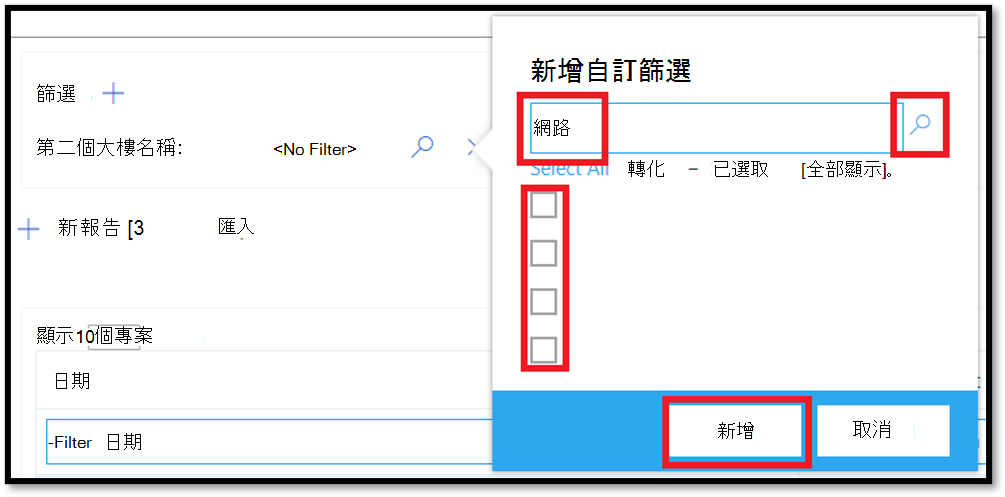 新增自訂篩選
網路
Select All 轉化 – 已選取 [全部顯示]。
新增
取消
篩選
第二個大樓名稱: <No Filter>
新報告 [3 匯入
顯示10個專案
日期
-Filter 日期